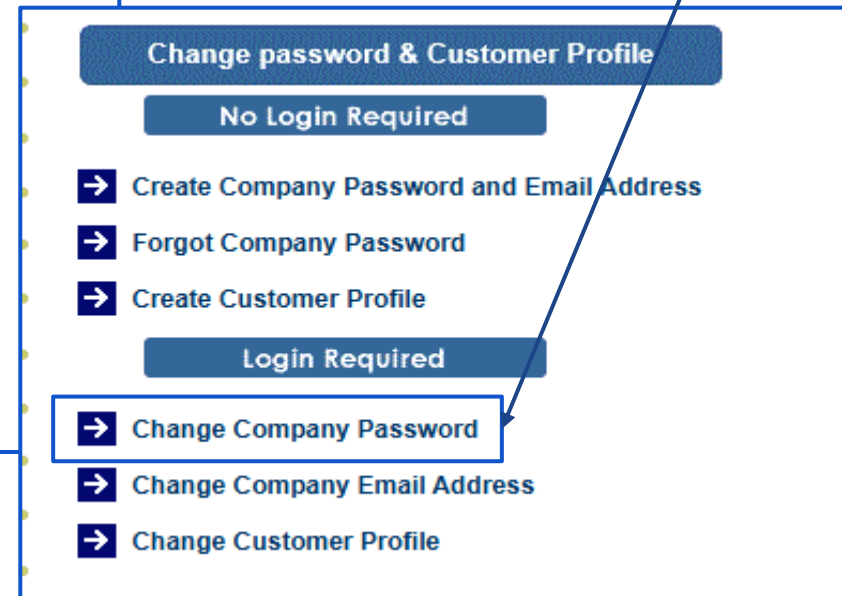 Change password & Customer Profile
No Login Required
Create Company Password and Email Address
Forgot Company Password
Create Customer Profile
Login Required
Change Company Password
Change Company Email Address
Change Customer Profile